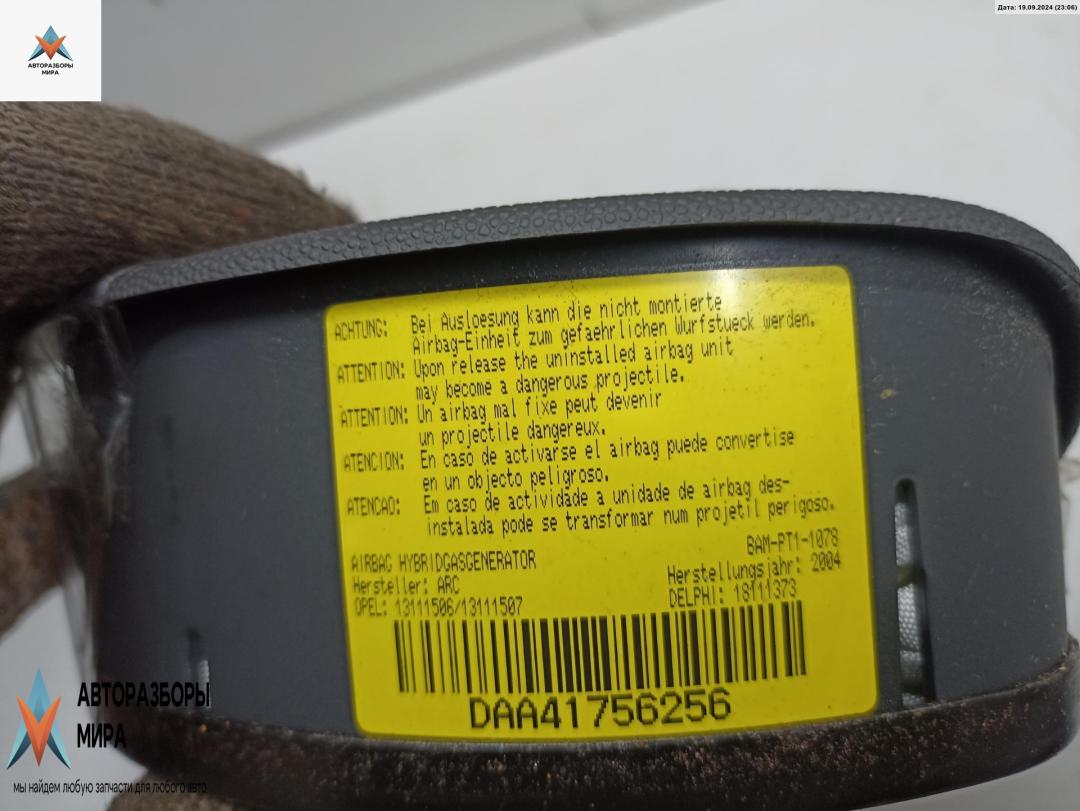 Дата: 19.09.2024 (23:06)
АВТОРАЗБОРЫ
МИРА
ACHTUNG: Bei Ausloesung kann die nicht montierte
Airbag-Einheit zum gefaehrlichen Wurfstueck werden.
ATTENTION: Upon release the uninstalled airbag unit
may become a dangerous projectile.
ATTENTION: Un airbag mal fixe peut devenir
un projectile dangereux.
ATENCION: En caso de activarse el airbag puede convertise
en un objecto peligroso.
ATENCAO: Em caso de actividade a unidade de airbag des-
instalada pode se transformar num projetil perigoso.
AIRBAG HYBRIDGASGENERATOR
BAM-PT1-1078
Hersteller: ARC
Herstellungsjahr: 2004
OPEL: 13111506/13111507
DELPHI: 18111373
DAA41756256
АВТОРАЗБОРЫ
МИРА
мы найдем любую запчасти для любого авто